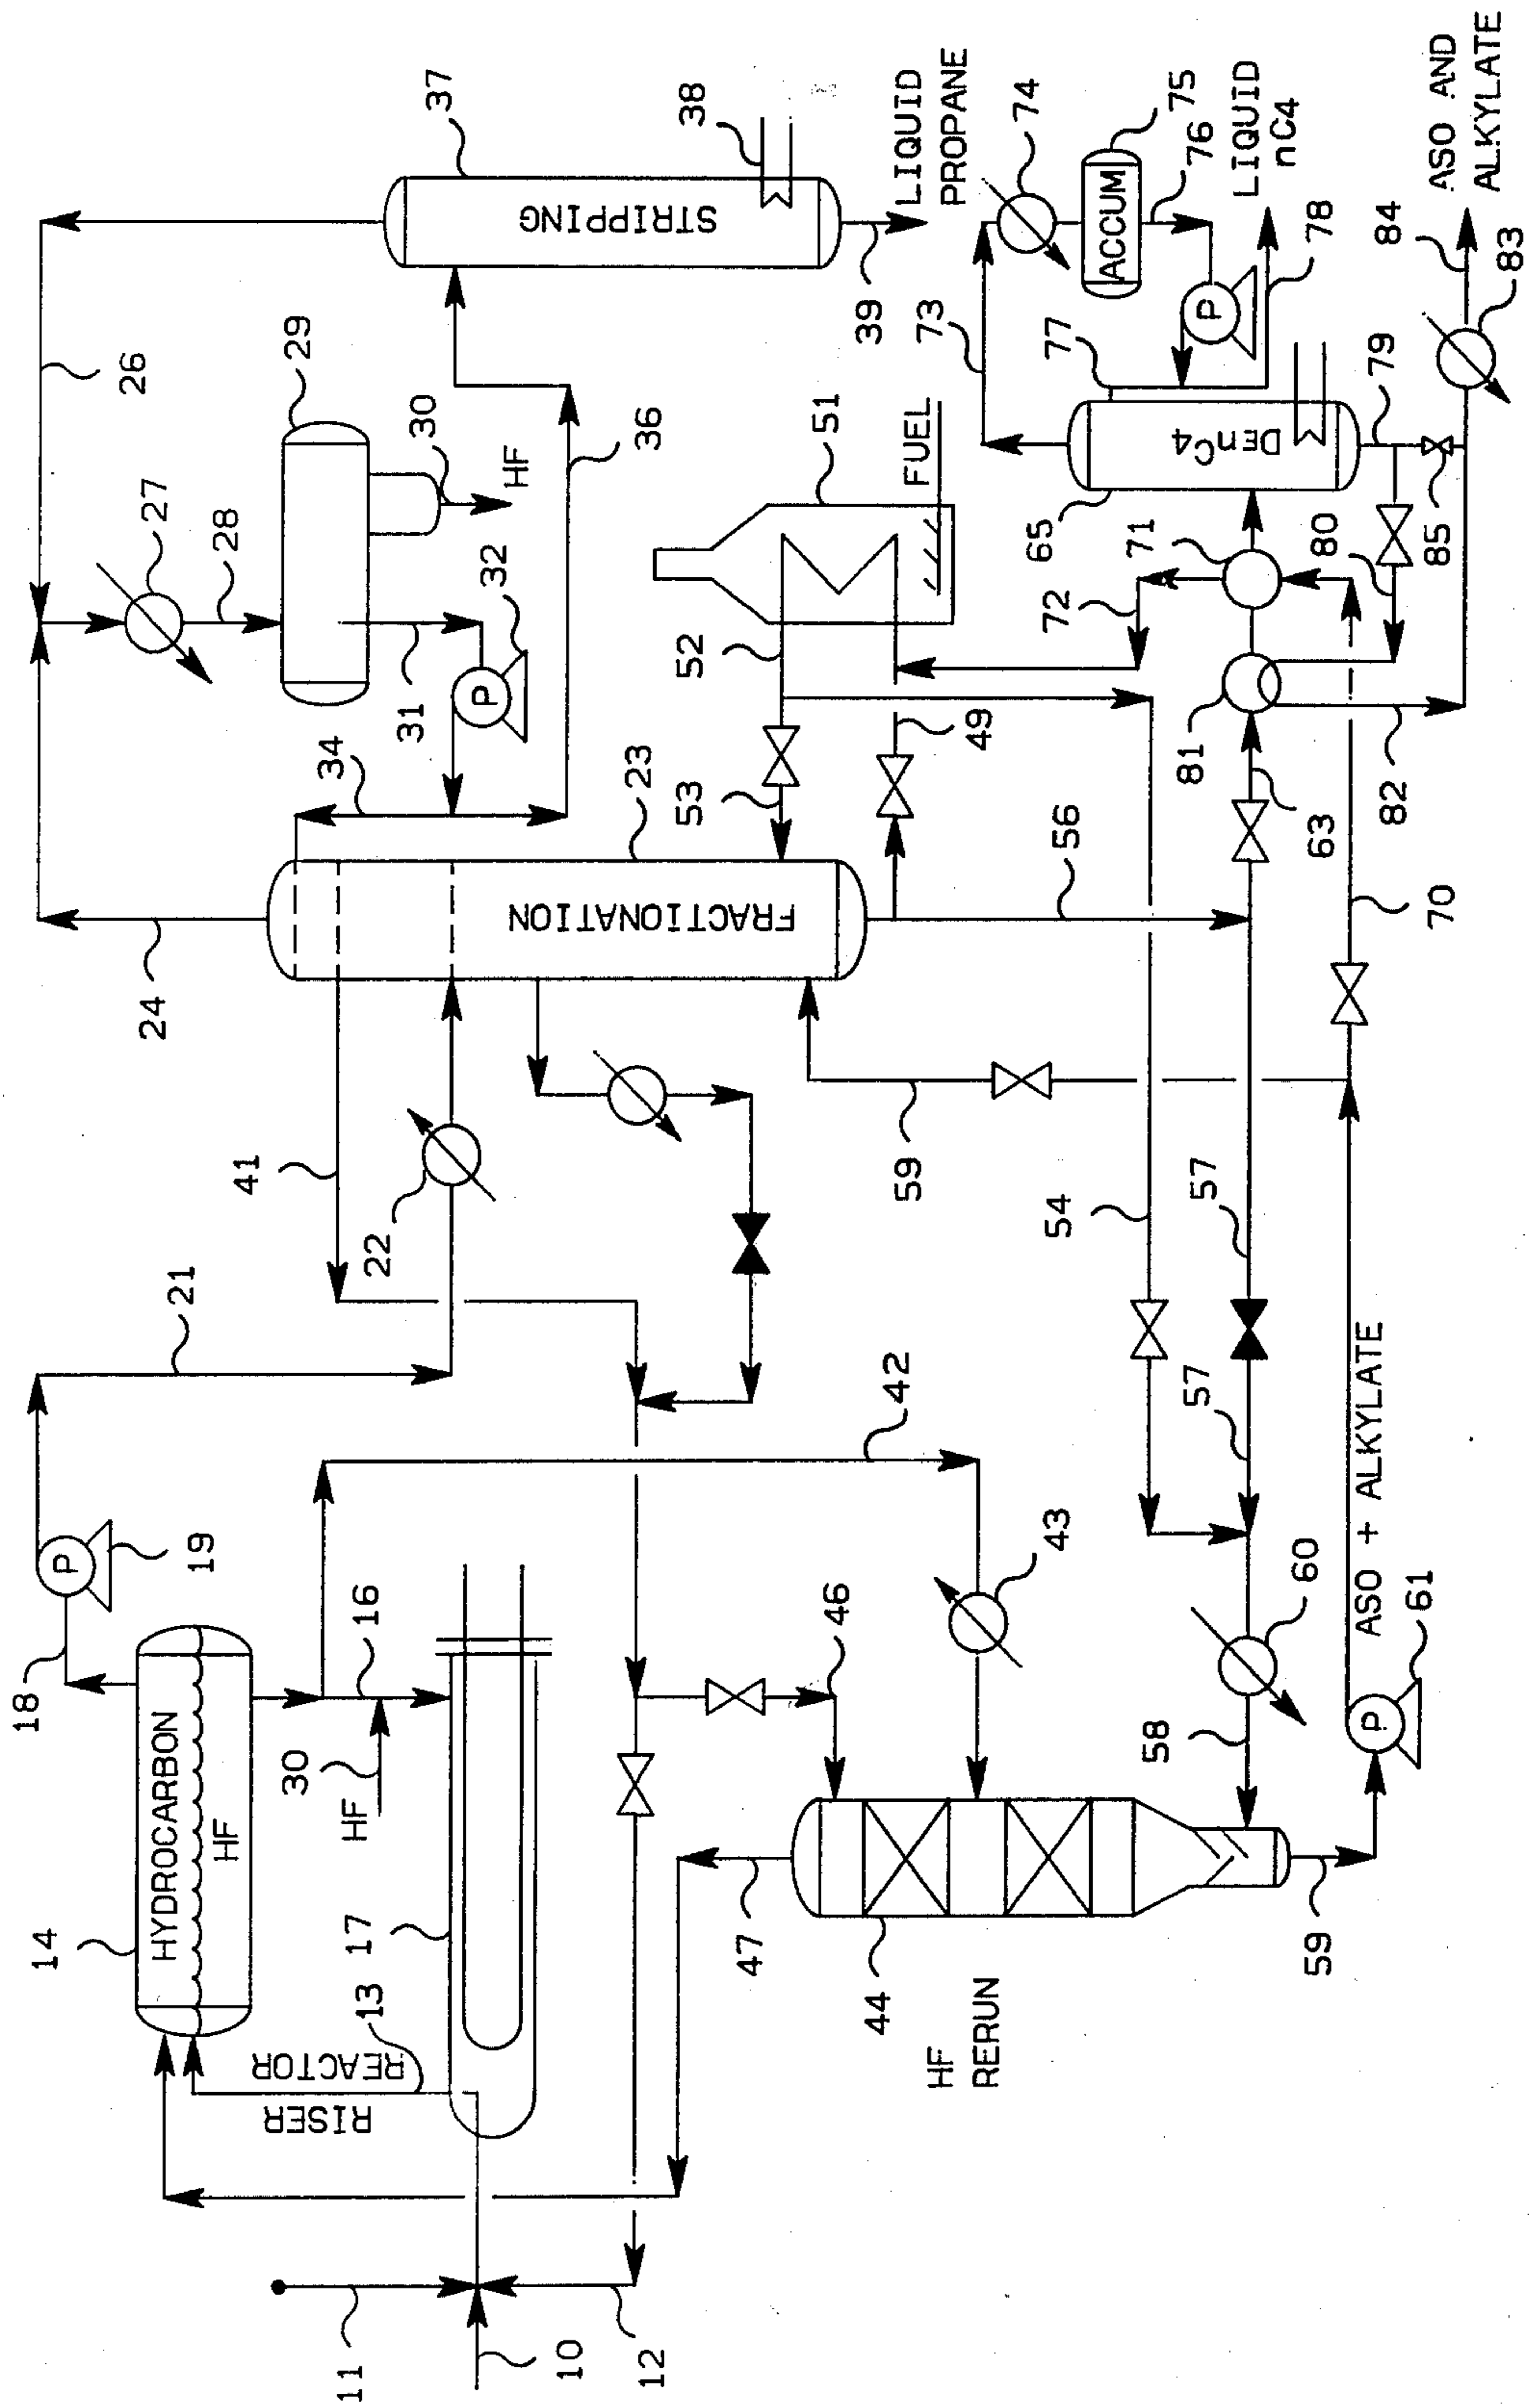 37
38
LIQUID
PROPANE
74
75
76
LIQUID
nC4
ASO AND
ALKYLATE
84
83
STRIPPING
39
ACCUM
P
78
26
29
30
HF
36
73
77
79
DEnC4
51
FUEL
65
71
80
85
27
28
32
31
P
34
52
72
49
81
82
63
23
53
56
70
FRACTIONATION
24
41
22
59
54
57
21
42
57
ASO + ALKYLATE
P
19
18
16
43
46
60
61
P
58
HYDROCARBON
HF
30
HF
14
17
13
REACTOR
RISER
47
44
59
HF
RERUN
11
10
12